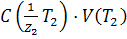 C(1/Z₂ T₂) · V(T₂)